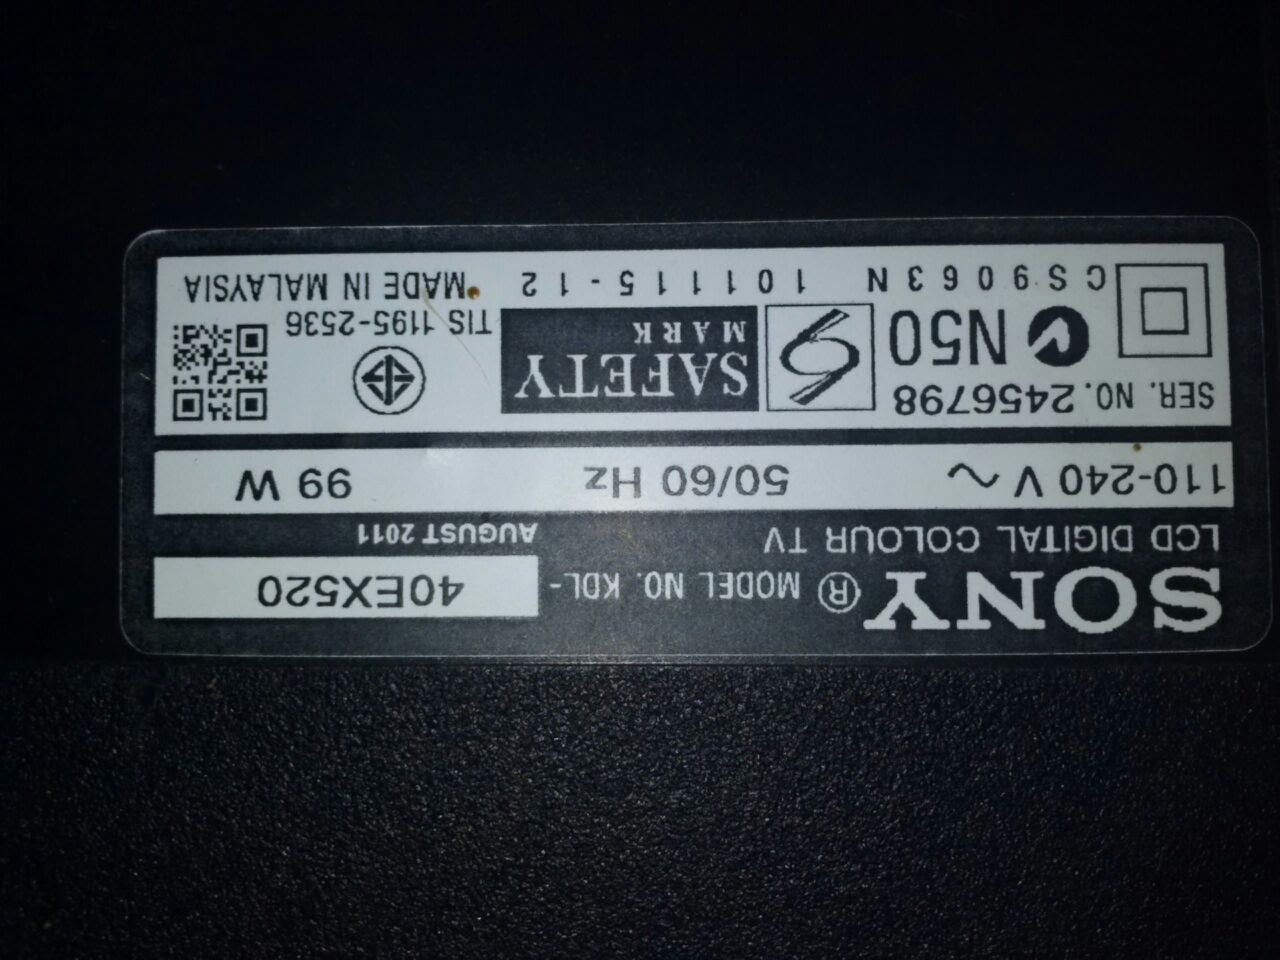 SONY® MODEL NO. KDL- 40EX520
LCD DIGITAL COLOUR TV AUGUST 2011
110-240 V ~ 50/60 Hz 99 W
SER. NO. 2456798
N50
SAFETY
MARK
TIS 1195-2536
CS9063N 101115-12 MADE IN MALAYSIA